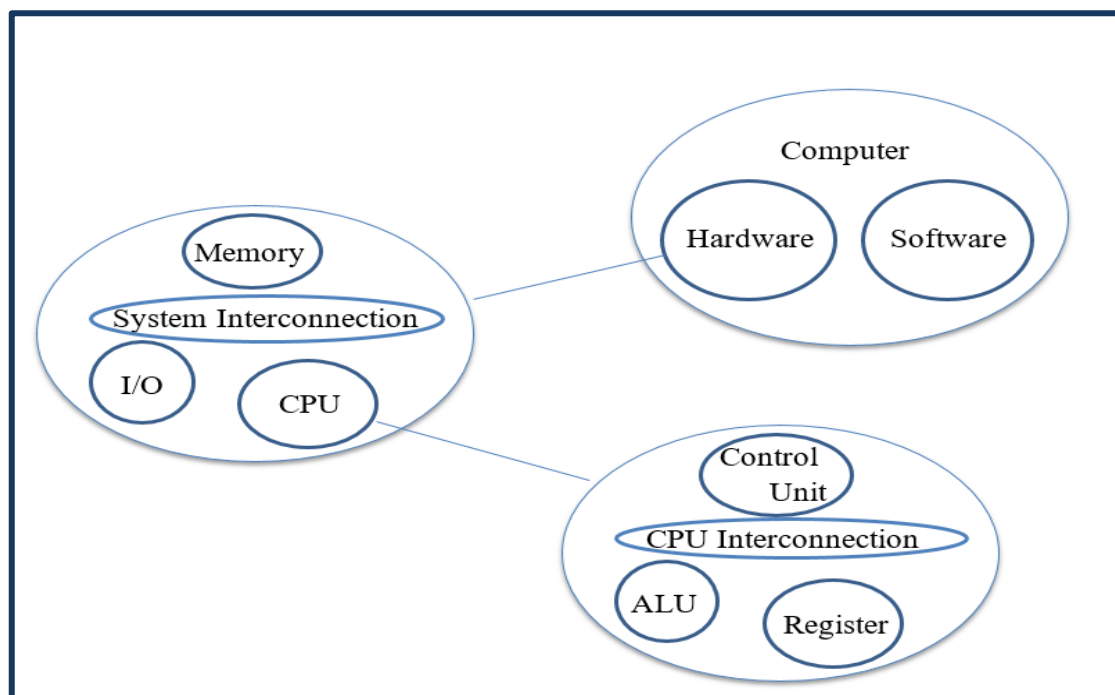 Computer
Hardware
Software
Memory
System Interconnection
I/O
CPU
Control
Unit
CPU Interconnection
ALU
Register